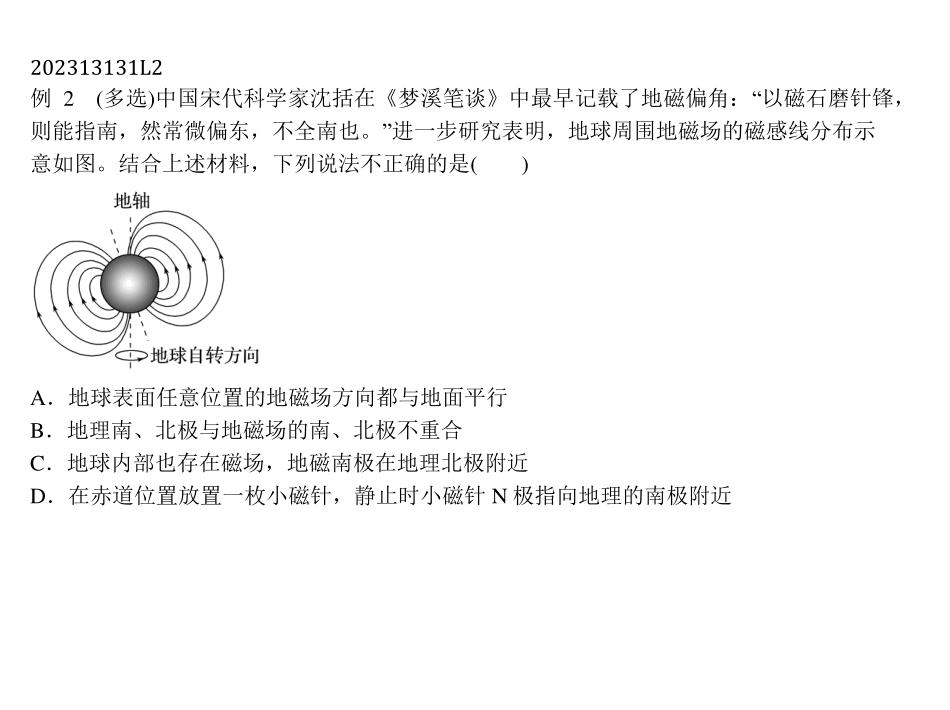 202313131L2
例 2 (多选)中国宋代科学家沈括在《梦溪笔谈》中最早记载了地磁偏角：“以磁石磨针锋，
则能指南，然常微偏东，不全南也。”进一步研究表明，地球周围地磁场的磁感线分布示
意如图。结合上述材料，下列说法不正确的是( )
地轴
地球自转方向
A．地球表面任意位置的地磁场方向都与地面平行
B．地理南、北极与地磁场的南、北极不重合
C．地球内部也存在磁场，地磁南极在地理北极附近
D．在赤道位置放置一枚小磁针，静止时小磁针 N 极指向地理的南极附近